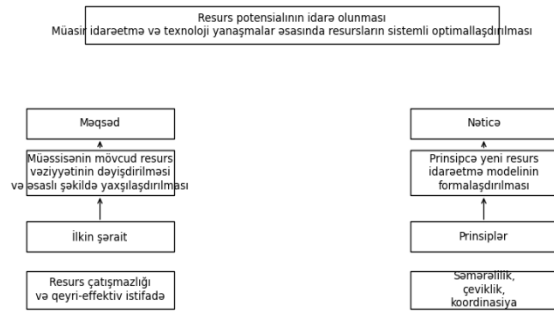 Resurs potensialının idarə olunması
Müasir idarəetmə və texnoloji yanaşmalar əsasında resursların sistemli optimallaşdırılması
Məqsəd
Müəssisənin mövcud resurs
vəziyyətinin dəyişdirilməsi
və əsaslı şəkildə yaxşılaşdırılması
İlkin şərait
Resurs çatışmazlığı
və qeyri-effektiv istifadə
Nəticə
Prinsipcə yeni resurs
idarəetmə modelinin
formalaşdırılması
Prinsiplər
Səmərəlilik,
çeviklik,
koordinasiya